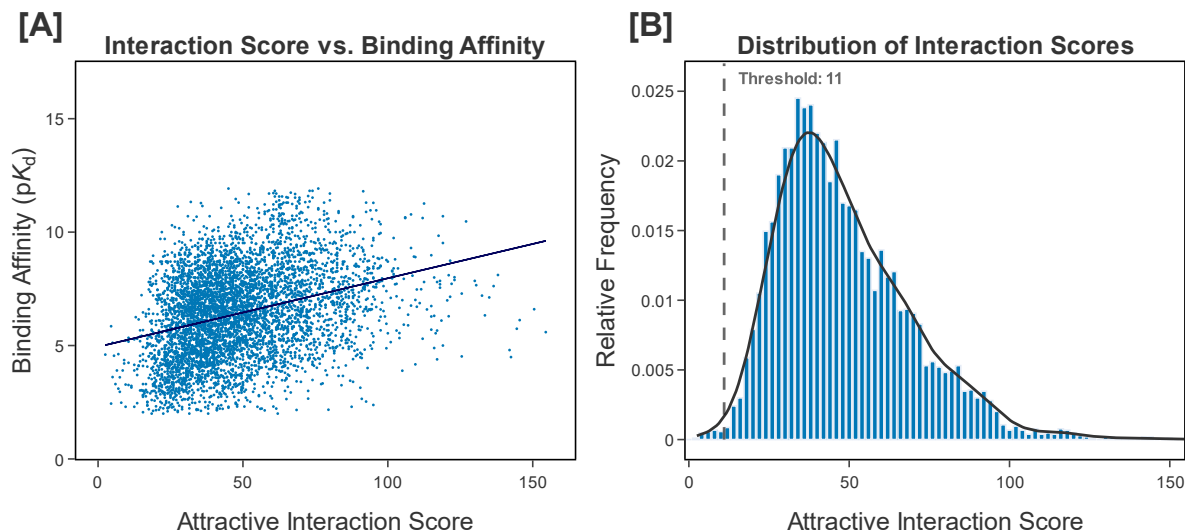 [A]
Interaction Score vs. Binding Affinity
15
10
5
0
Binding Affinity (pKd)
0 50 100 150
Attractive Interaction Score
[B]
Distribution of Interaction Scores
Threshold: 11
0.025
0.02
0.015
0.01
0.005
0
Relative Frequency
0 50 100 150
Attractive Interaction Score